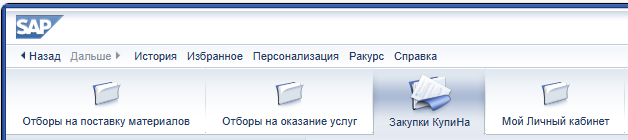 SAP
Назад Дальше История Избранное Персонализация Ракурс Справка
Отборы на поставку материалов Отборы на оказание услуг Закупки КупиНа Мой Личный кабинет